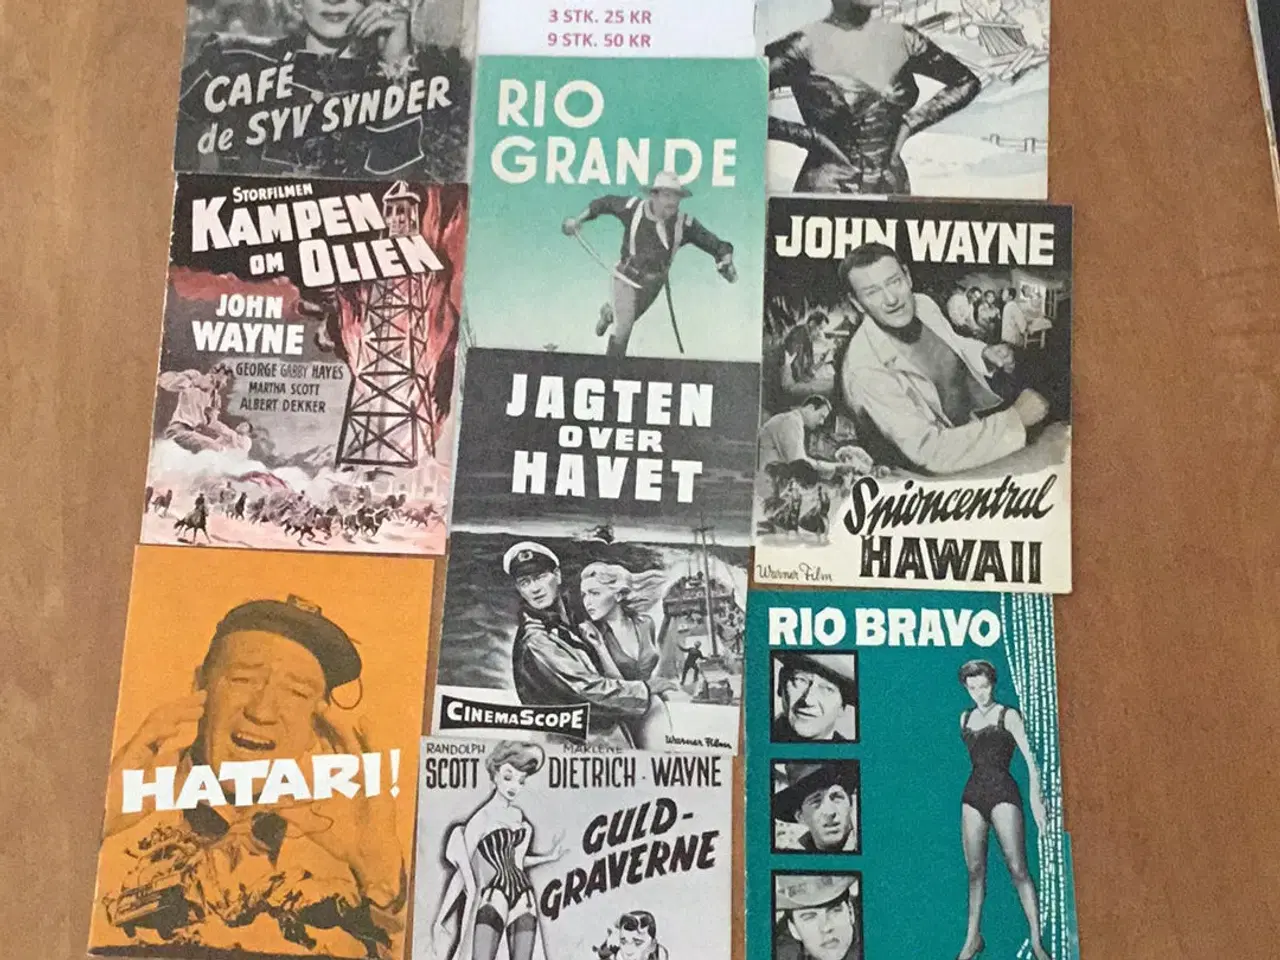 3 STK. 25 KR
9 STK. 50 KR
CAFÉ
de SYV SYNDER
RIO
GRANDE
STORFILMEN
KAMPEN
OM OLIEN
JOHN
WAYNE
GEORGE GABBY HAYES
MARTHA SCOTT
ALBERT DEKKER
JOHN WAYNE
Spioncentral
HAWAII
Warner Film
JAGTEN
OVER
HAVET
CINEMASCOPE
Warner Film
HATARI!
RANDOLPH MARLENE
SCOTT DIETRICH · WAYNE
GULD-
GRAVERNE
RIO BRAVO